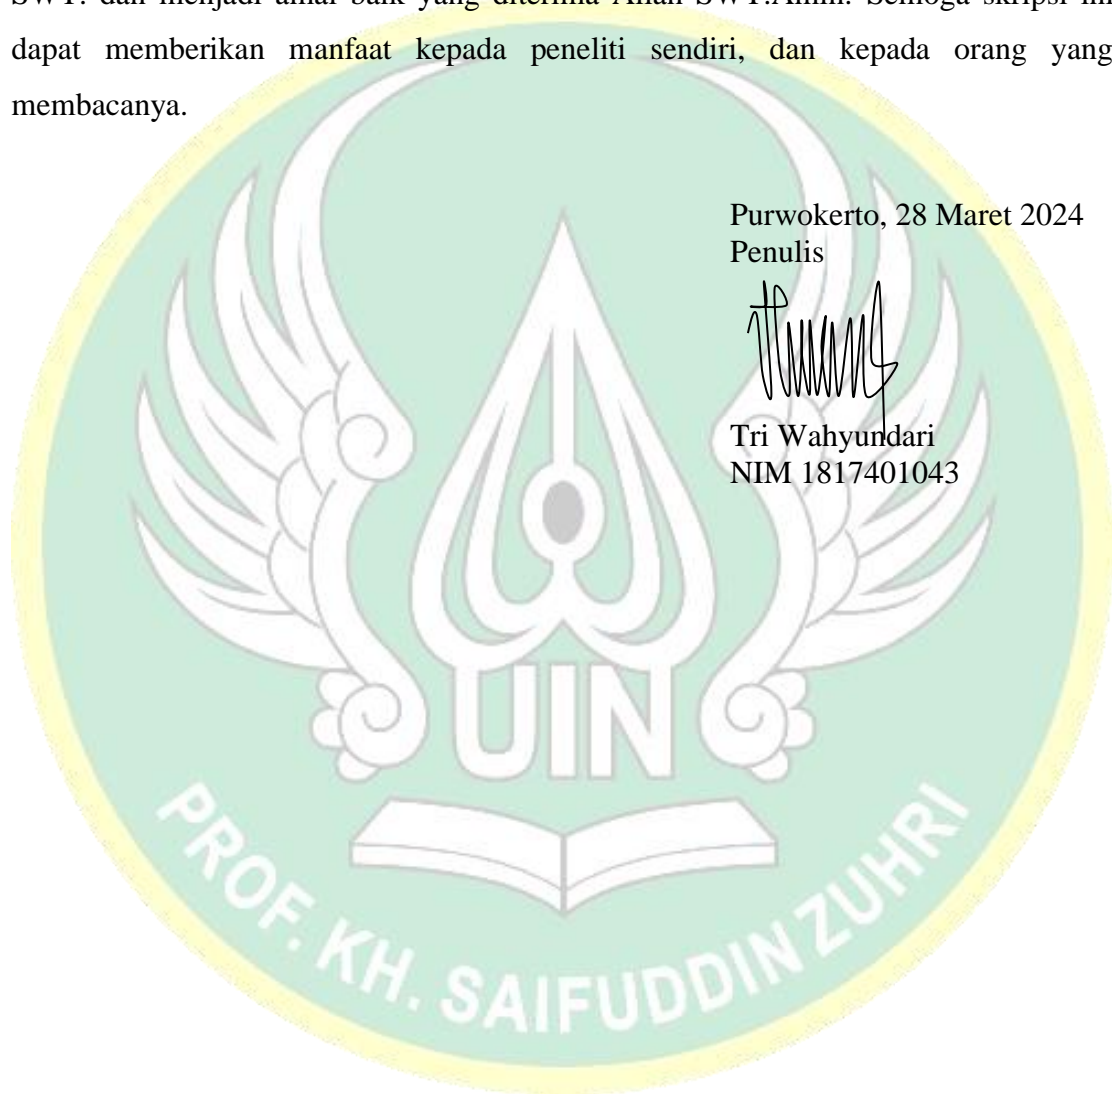 SWT. dan menjadi amal baik yang diterima Allah SWT.Amin. Semoga skripsi ini
dapat memberikan manfaat kepada peneliti sendiri, dan kepada orang yang
membacanya.
Purwokerto, 28 Maret 2024
Penulis
Tri Wahyundari
NIM 1817401043
UIN
PROF. KH. SAIFUDDIN ZUHRI